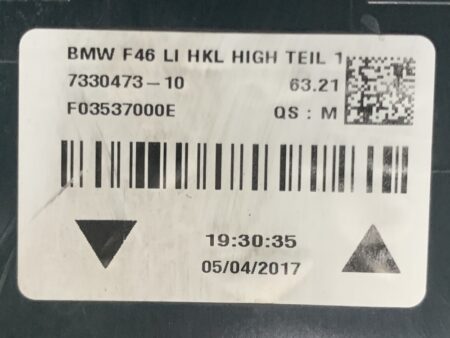 BMW F46 LI HKL HIGH TEIL 1
7330473-10 63.21
F03537000E QS : M
19:30:35
05/04/2017